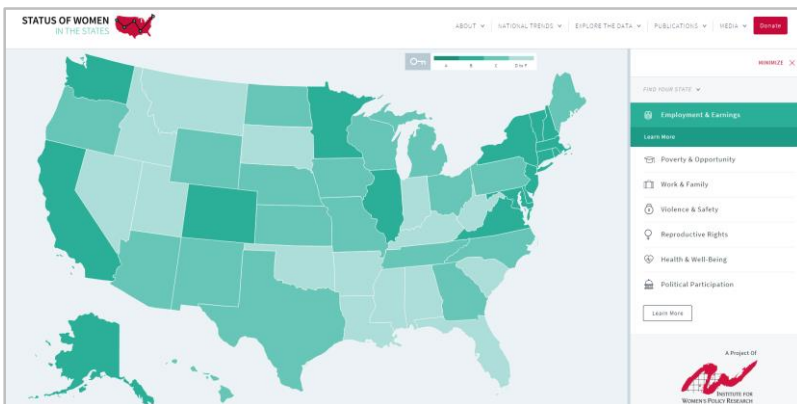 STATUS OF WOMEN
IN THE STATES
ABOUT
NATIONAL TRENDS
EXPLORE THE DATA
PUBLICATIONS
MEDIA
Donate
A B C D to F
MINIMIZE
FIND YOUR STATE
Employment & Earnings
Learn More
Poverty & Opportunity
Work & Family
Violence & Safety
Reproductive Rights
Health & Well-Being
Political Participation
Learn More
A Project Of
INSTITUTE FOR
WOMEN'S POLICY RESEARCH